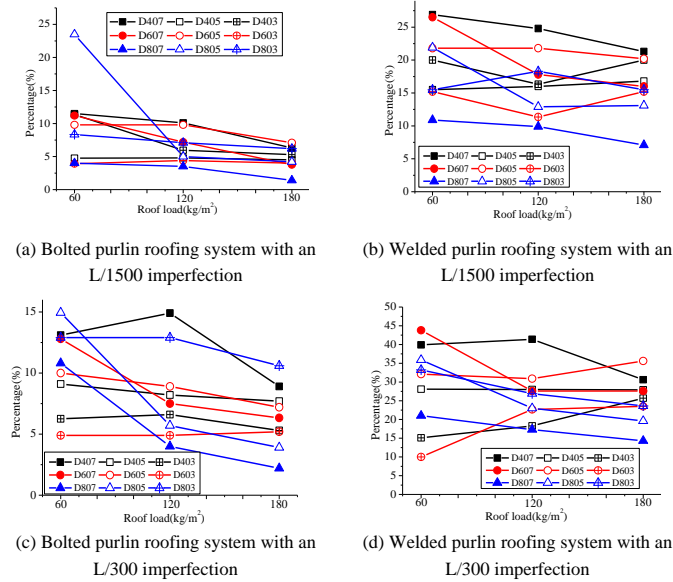 25
20
15
10
5
0
Percentage(%)
D407 D405 D403
D607 D605 D603
D807 D805 D803
60 120 180
Roof load(kg/m²)
(a) Bolted purlin roofing system with an
L/1500 imperfection
25
20
15
10
5
0
Percentage(%)
D407 D405 D403
D607 D605 D603
D807 D805 D803
60 120 180
Roof load(kg/m²)
(b) Welded purlin roofing system with an
L/1500 imperfection
15
10
5
0
Percentage(%)
D407 D405 D403
D607 D605 D603
D807 D805 D803
60 120 180
Roof load(kg/m²)
(c) Bolted purlin roofing system with an
L/300 imperfection
50
45
40
35
30
25
20
15
10
5
0
Percentage(%)
D407 D405 D403
D607 D605 D603
D807 D805 D803
60 120 180
Roof load(kg/m²)
(d) Welded purlin roofing system with an
L/300 imperfection